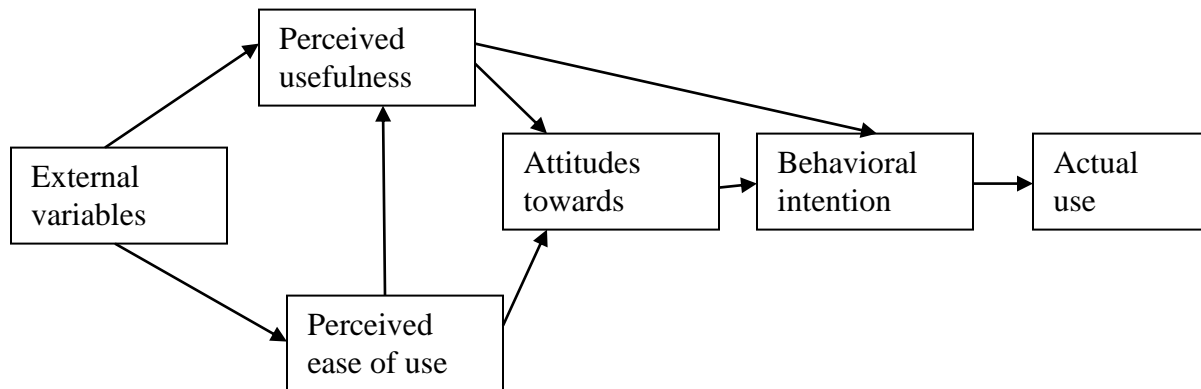 Perceived
usefulness
External
variables
Attitudes
towards
Behavioral
intention
Actual
use
Perceived
ease of use